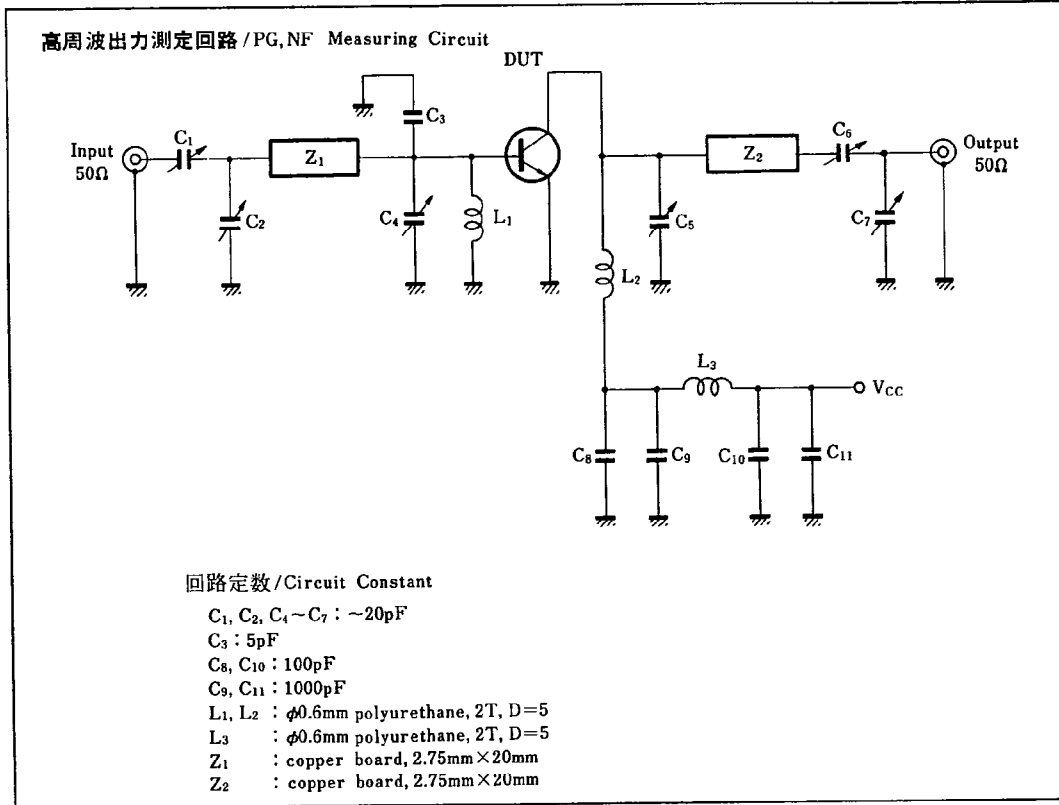 高周波出力測定回路/PG,NF Measuring Circuit
DUT
C₃
C₁
C₆
Input
50Ω
Z₁
Z₂
Output
50Ω
C₂
C₄
L₁
C₅
C₇
L₂
L₃
VCC
C₈
C₉
C₁₀
C₁₁
回路定数/Circuit Constant
C₁, C₂, C₄~C₇ : ~20pF
C₃ : 5pF
C₈, C₁₀ : 100pF
C₉, C₁₁ : 1000pF
L₁, L₂ : ϕ0.6mm polyurethane, 2T, D=5
L₃ : ϕ0.6mm polyurethane, 2T, D=5
Z₁ : copper board, 2.75mm×20mm
Z₂ : copper board, 2.75mm×20mm